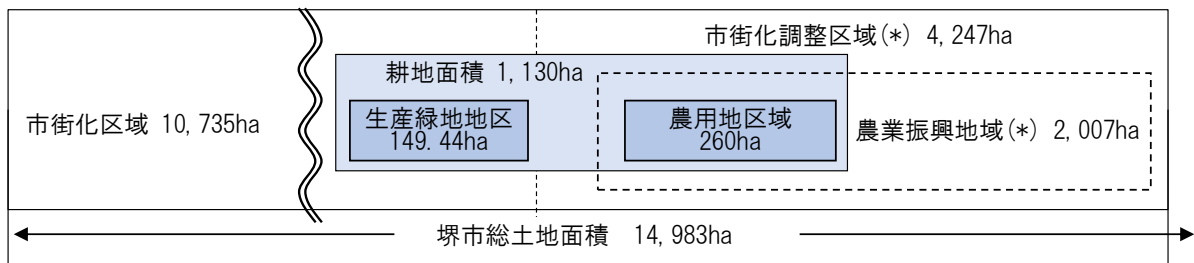 市街化調整区域(*) 4,247ha
耕地面積 1,130ha
生産緑地地区
149.44ha
農用地区域
260ha
市街化区域 10,735ha
農業振興地域(*) 2,007ha
堺市総土地面積 14,983ha